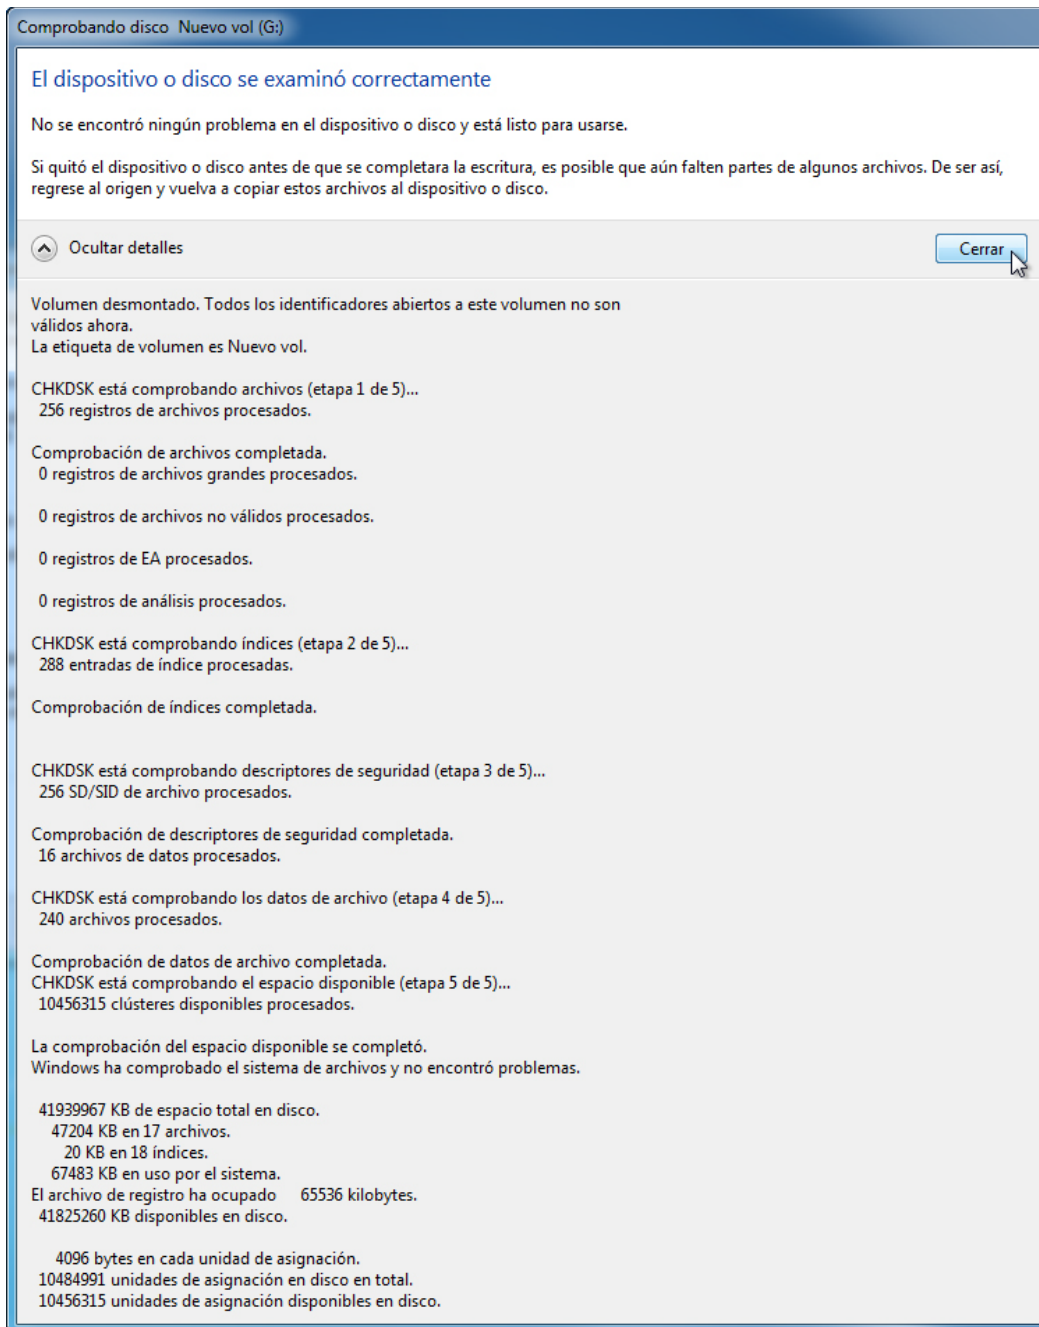 Comprobando disco  Nuevo vol (G:)
El dispositivo o disco se examinó correctamente
No se encontró ningún problema en el dispositivo o disco y está listo para usarse.
Si quitó el dispositivo o disco antes de que se completara la escritura, es posible que aún falten partes de algunos archivos. De ser así,
regrese al origen y vuelva a copiar estos archivos al dispositivo o disco.
Ocultar detalles
Cerrar
Volumen desmontado. Todos los identificadores abiertos a este volumen no son
válidos ahora.
La etiqueta de volumen es Nuevo vol.
CHKDSK está comprobando archivos (etapa 1 de 5)...
256 registros de archivos procesados.
Comprobación de archivos completada.
0 registros de archivos grandes procesados.
0 registros de archivos no válidos procesados.
0 registros de EA procesados.
0 registros de análisis procesados.
CHKDSK está comprobando índices (etapa 2 de 5)...
288 entradas de índice procesadas.
Comprobación de índices completada.
CHKDSK está comprobando descriptores de seguridad (etapa 3 de 5)...
256 SD/SID de archivo procesados.
Comprobación de descriptores de seguridad completada.
16 archivos de datos procesados.
CHKDSK está comprobando los datos de archivo (etapa 4 de 5)...
240 archivos procesados.
Comprobación de datos de archivo completada.
CHKDSK está comprobando el espacio disponible (etapa 5 de 5)...
10456315 clústeres disponibles procesados.
La comprobación del espacio disponible se completó.
Windows ha comprobado el sistema de archivos y no encontró problemas.
41939967 KB de espacio total en disco.
47204 KB en 17 archivos.
20 KB en 18 índices.
67483 KB en uso por el sistema.
El archivo de registro ha ocupado     65536 kilobytes.
41825260 KB disponibles en disco.
4096 bytes en cada unidad de asignación.
10484991 unidades de asignación en disco en total.
10456315 unidades de asignación disponibles en disco.